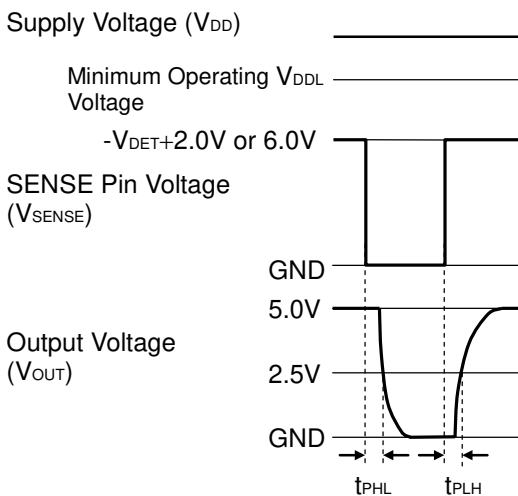 Supply Voltage (VDD)
Minimum Operating VDDL
Voltage
-VDET+2.0V or 6.0V
SENSE Pin Voltage
(VSENSE)
GND
5.0V
Output Voltage
(VOUT)
2.5V
GND
tPHL tPLH